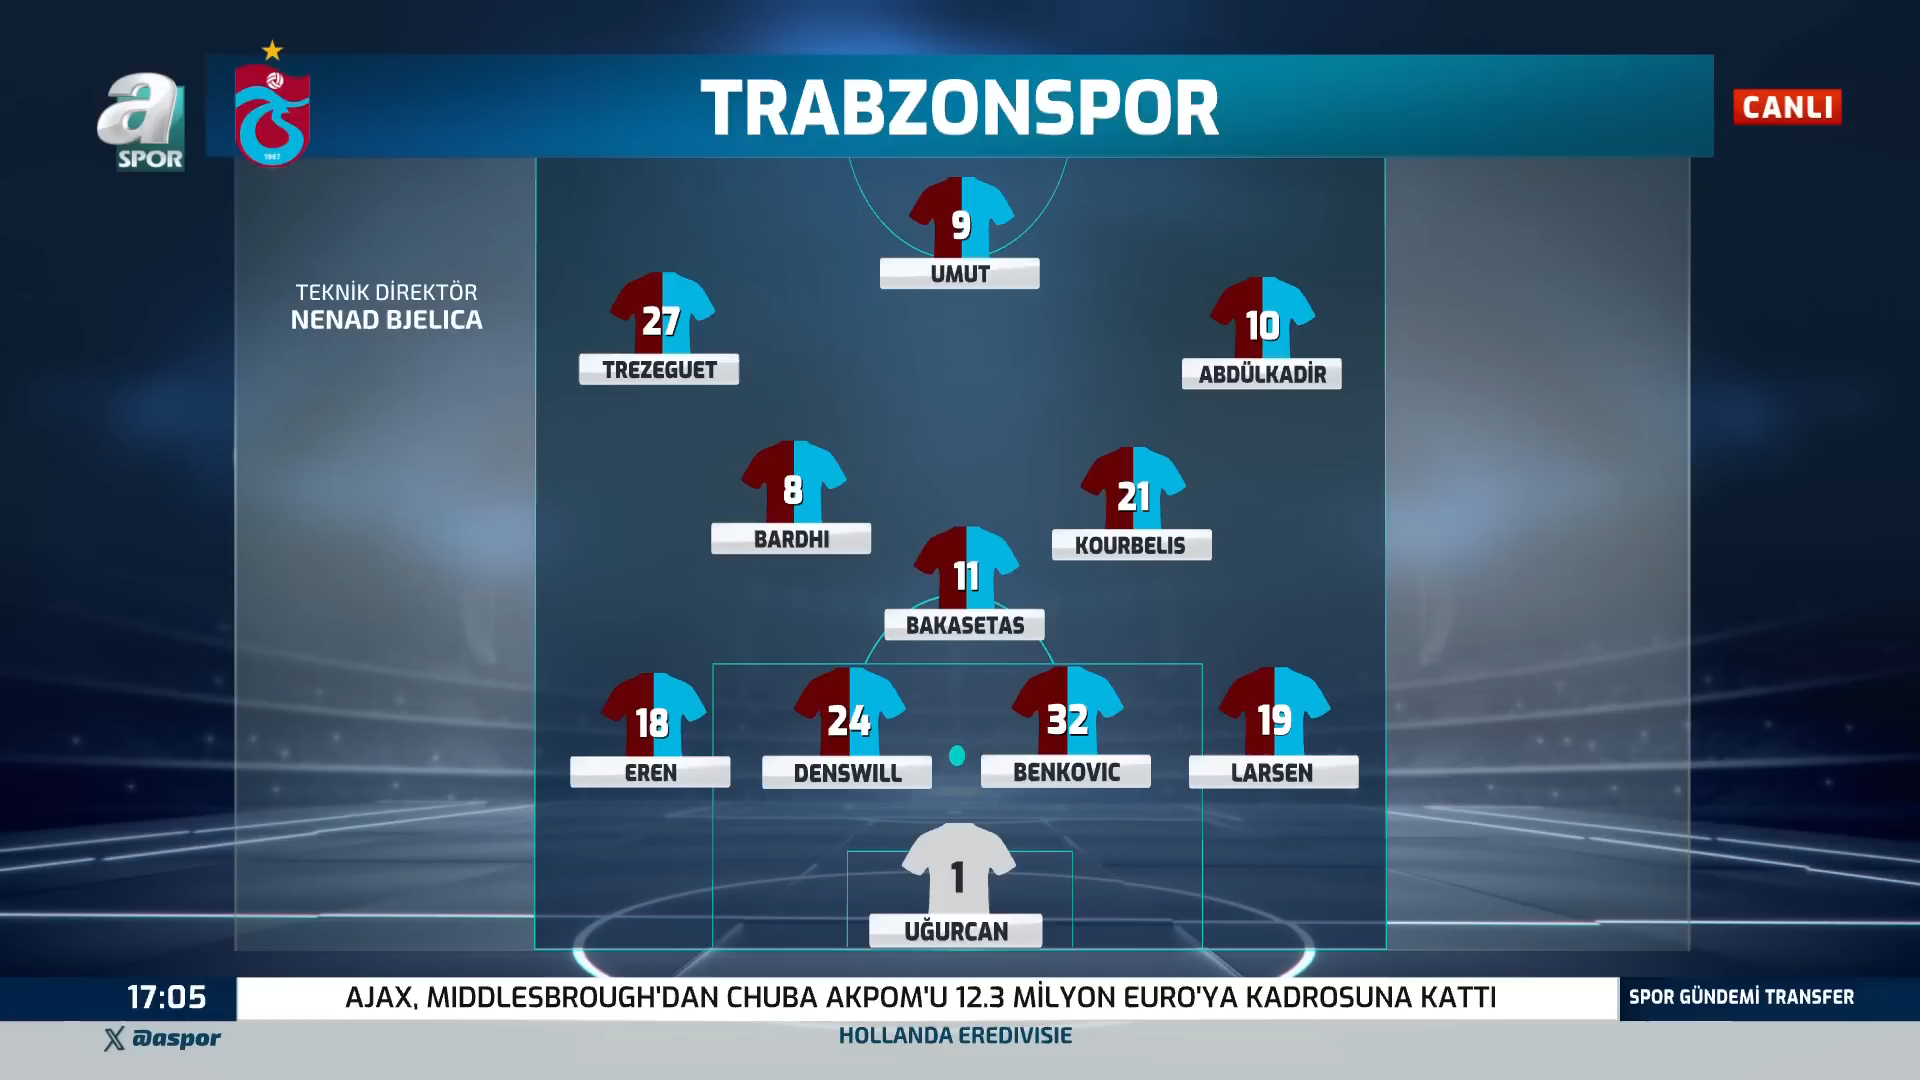 a
SPOR
1967
TRABZONSPOR
CANLI
TEKNİK DİREKTÖR
NENAD BJELICA
9
UMUT
27
TREZEGUET
10
ABDÜLKADİR
8
BARDHI
21
KOURBELIS
11
BAKASETAS
18
EREN
24
DENSWILL
32
BENKOVIC
19
LARSEN
1
UĞURCAN
17:05
AJAX, MIDDLESBROUGH'DAN CHUBA AKPOM'U 12.3 MİLYON EURO'YA KADROSUNA KATTI
SPOR GÜNDEMİ TRANSFER
X @aspor
HOLLANDA EREDIVISIE